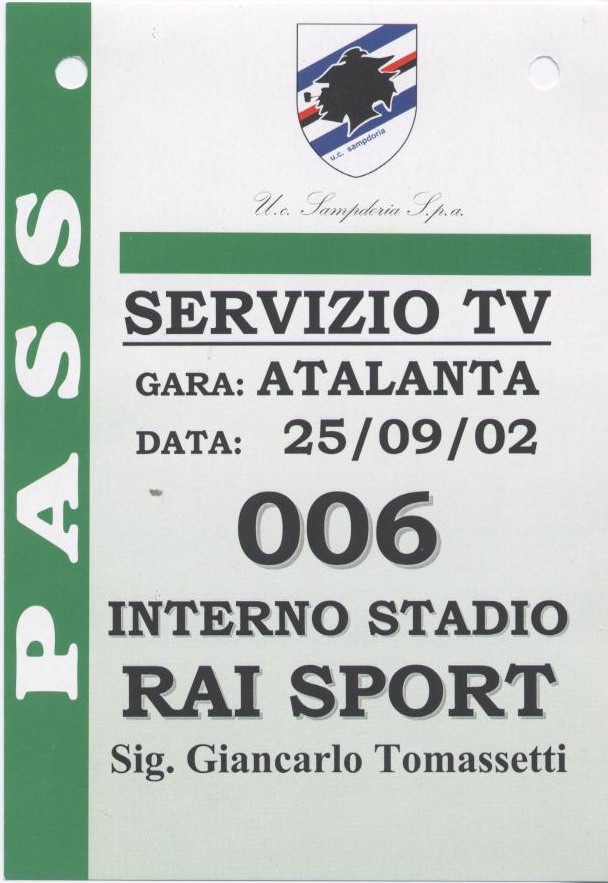 PASS
u.c. sampdoria
U.c. Sampdoria S.p.a.
SERVIZIO TV
GARA: ATALANTA
DATA: 25/09/02
006
INTERNO STADIO
RAI SPORT
Sig. Giancarlo Tomassetti